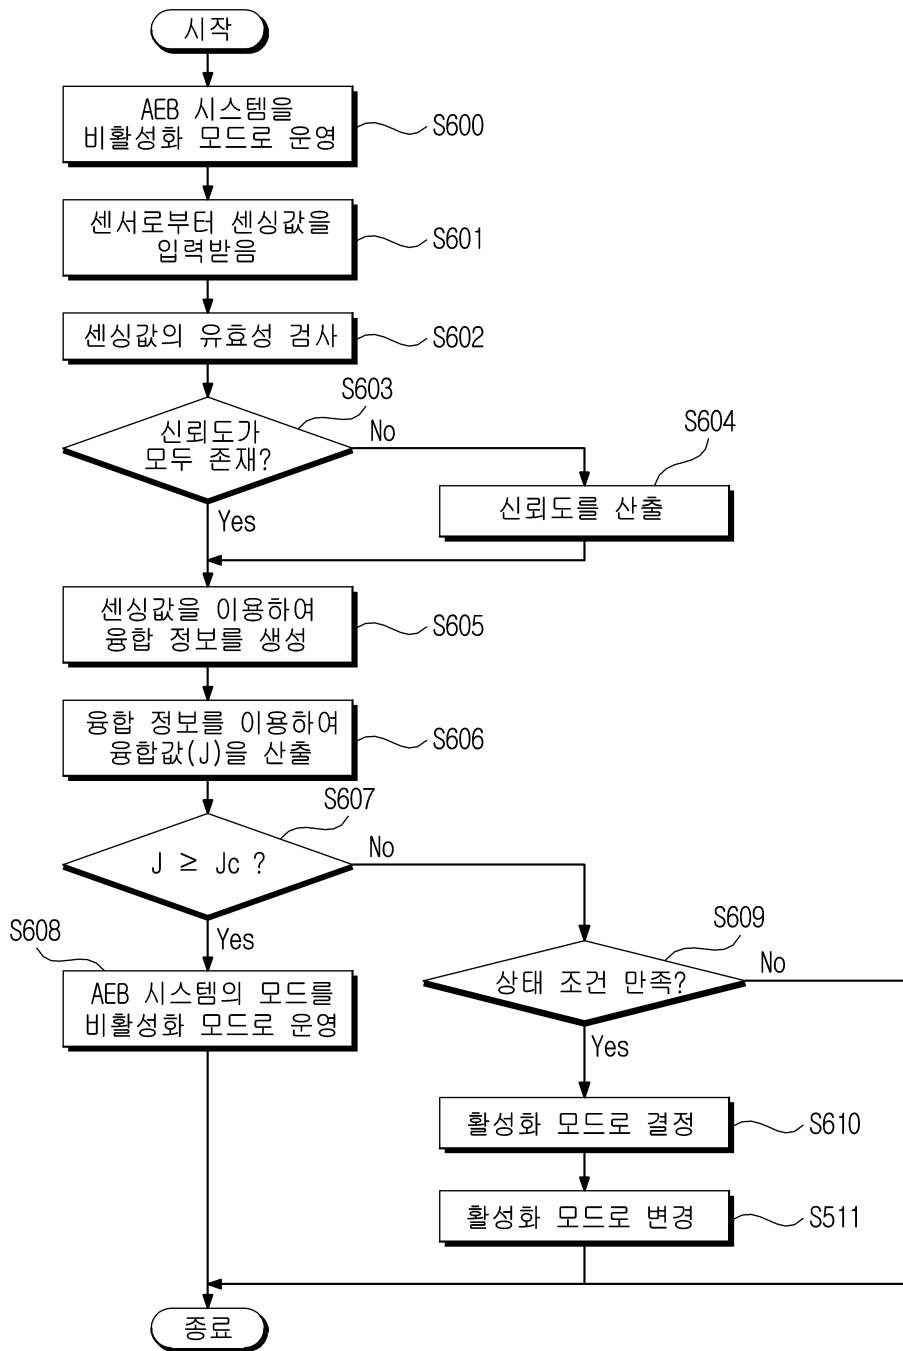 시작
AEB 시스템을
비활성화 모드로 운영
S600
센서로부터 센싱값을
입력받음
S601
센싱값의 유효성 검사
S602
S603
신뢰도가
모두 존재?
No
Yes
S604
신뢰도를 산출
센싱값을 이용하여
융합 정보를 생성
S605
융합 정보를 이용하여
융합값(J)을 산출
S606
S607
J ≥ Jc ?
No
Yes
S608
AEB 시스템의 모드를
비활성화 모드로 운영
S609
상태 조건 만족?
No
Yes
활성화 모드로 결정
S610
활성화 모드로 변경
S511
종료